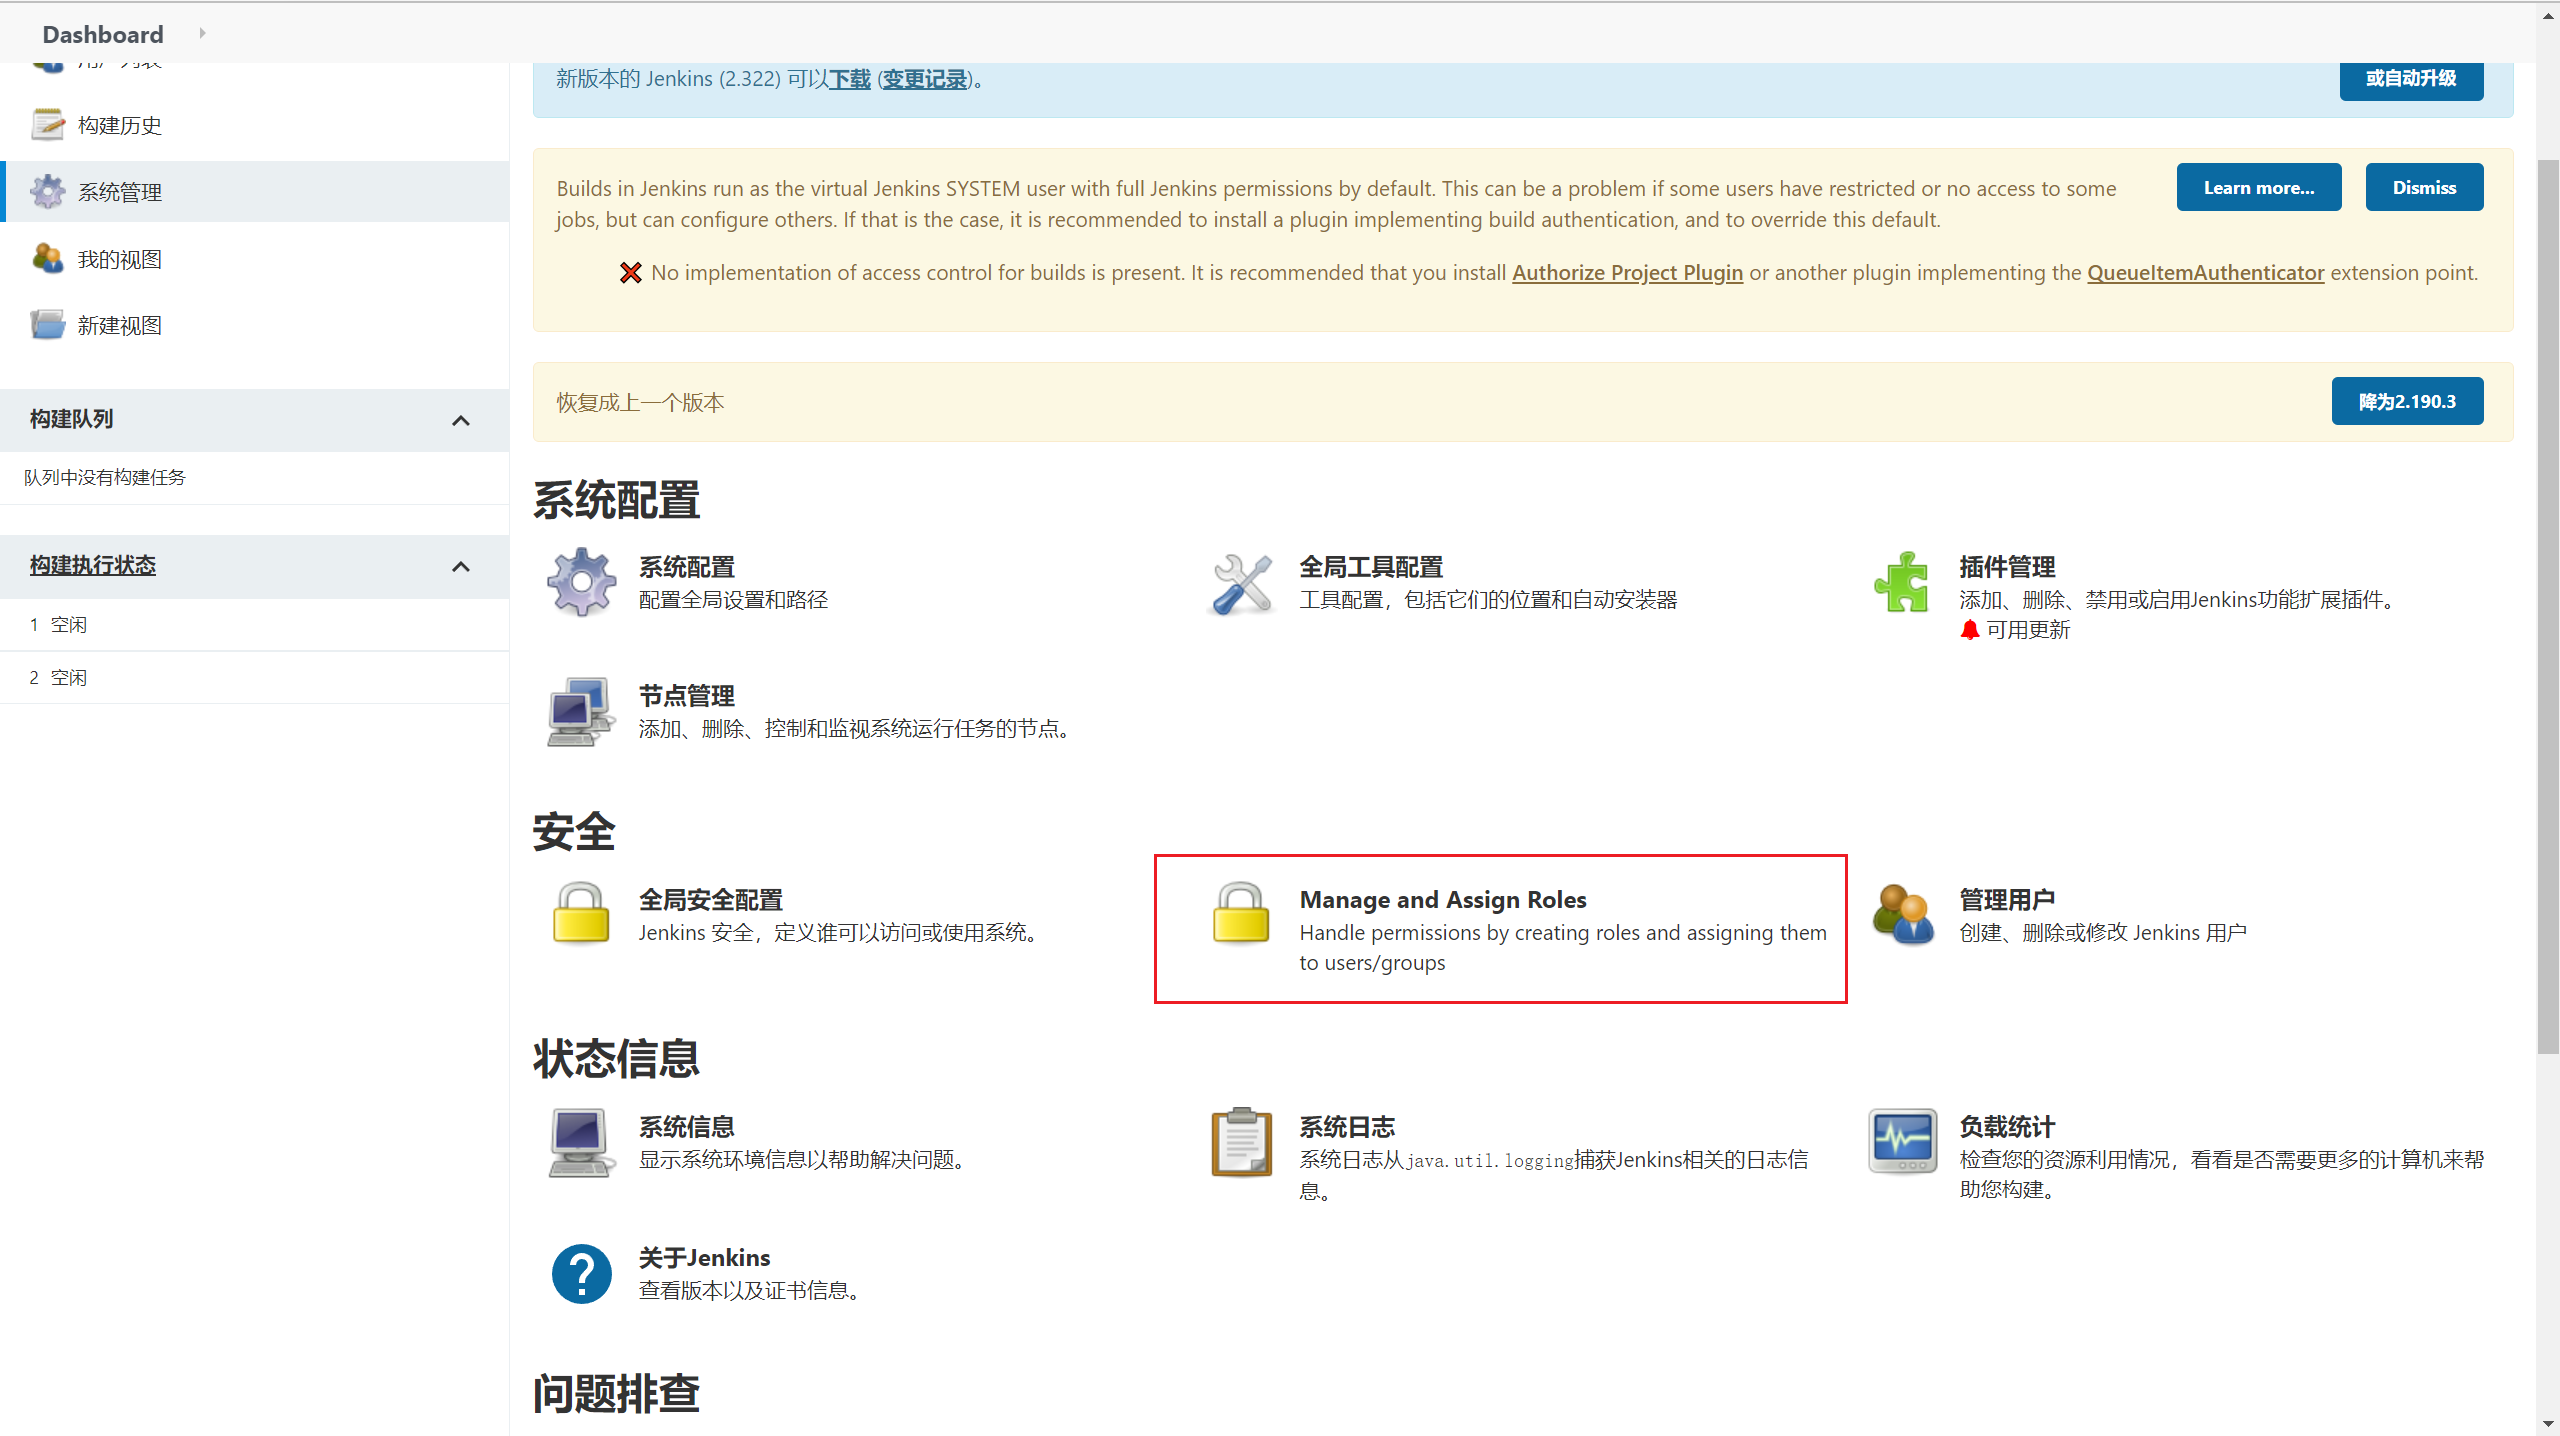 Dashboard
构建历史
系统管理
我的视图
新建视图
构建队列
队列中没有构建任务
构建执行状态
1 空闲
2 空闲
新版本的 Jenkins (2.322) 可以下载 (变更记录)。
或自动升级
Builds in Jenkins run as the virtual Jenkins SYSTEM user with full Jenkins permissions by default. This can be a problem if some users have restricted or no access to some
jobs, but can configure others. If that is the case, it is recommended to install a plugin implementing build authentication, and to override this default.
Learn more...
Dismiss
No implementation of access control for builds is present. It is recommended that you install Authorize Project Plugin or another plugin implementing the QueueItemAuthenticator extension point.
恢复成上一个版本
降为2.190.3
系统配置
系统配置
配置全局设置和路径
全局工具配置
工具配置，包括它们的位置和自动安装器
插件管理
添加、删除、禁用或启用Jenkins功能扩展插件。
可用更新
节点管理
添加、删除、控制和监视系统运行任务的节点。
安全
全局安全配置
Jenkins 安全，定义谁可以访问或使用系统。
Manage and Assign Roles
Handle permissions by creating roles and assigning them
to users/groups
管理用户
创建、删除或修改 Jenkins 用户
状态信息
系统信息
显示系统环境信息以帮助解决问题。
系统日志
系统日志从java.util.logging捕获Jenkins相关的日志信
息。
负载统计
检查您的资源利用情况，看看是否需要更多的计算机来帮
助您构建。
关于Jenkins
查看版本以及证书信息。
问题排查